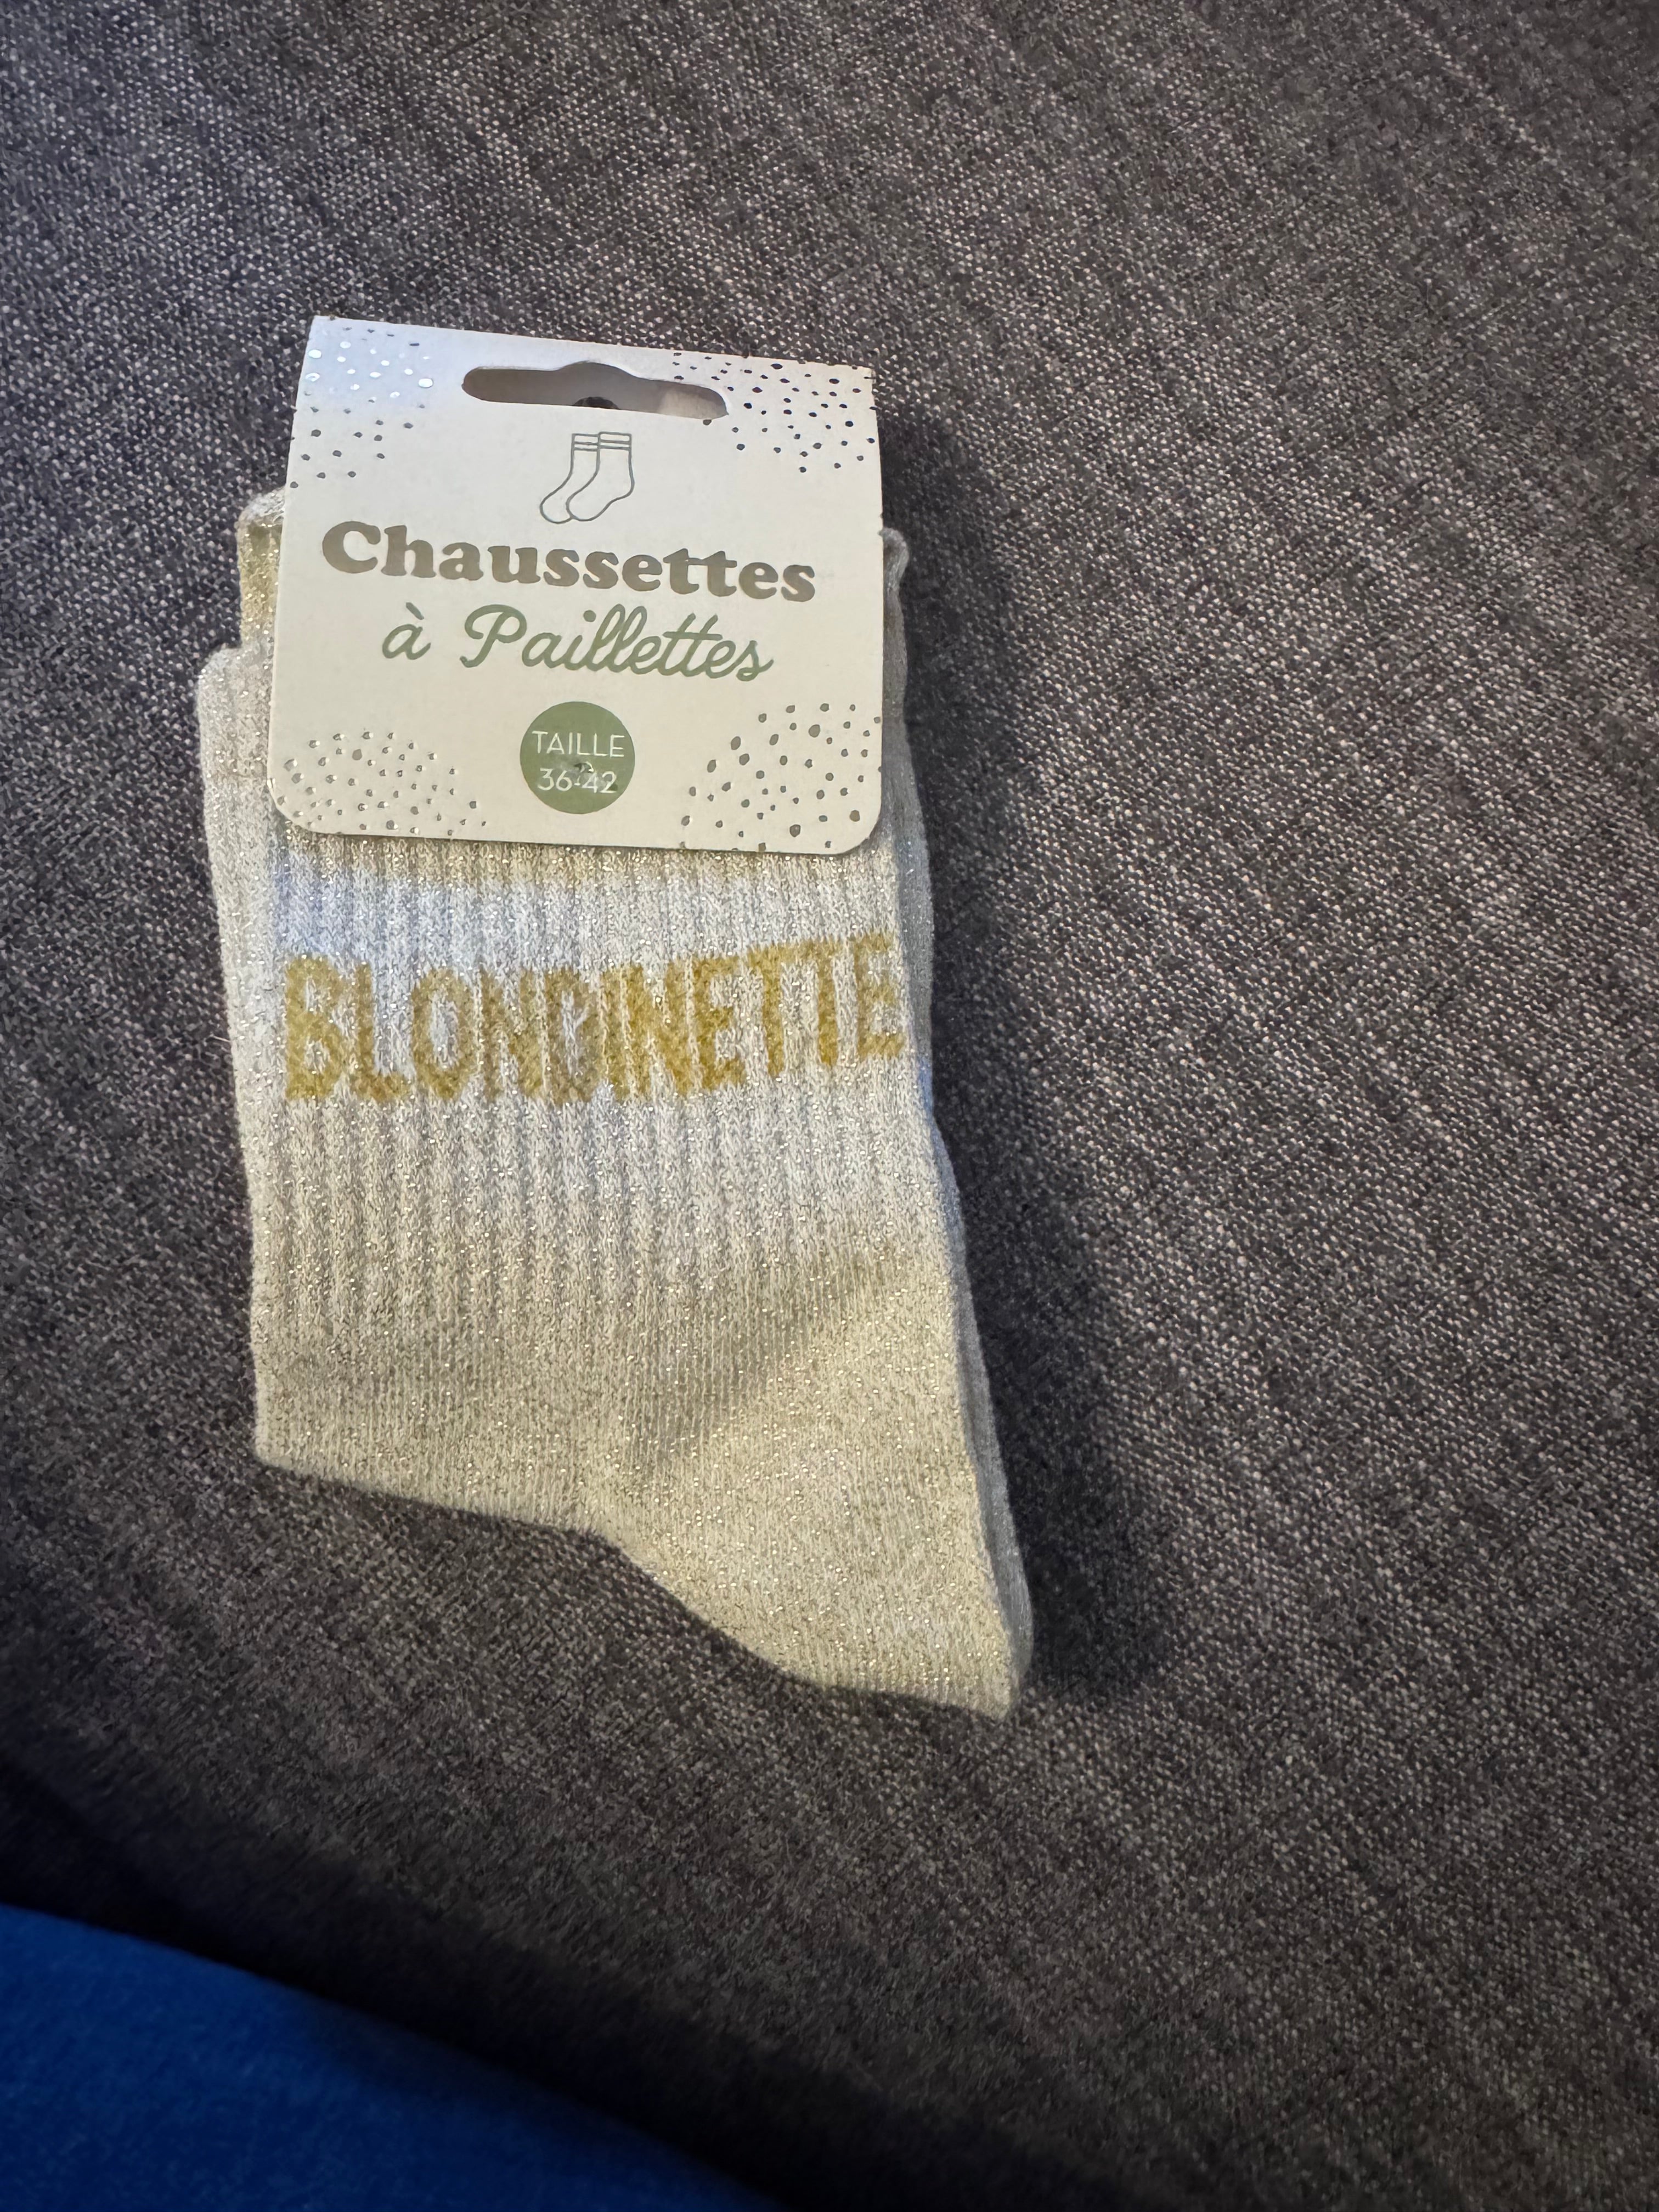 Chaussettes
à Paillettes
TAILLE
36-42
BLONDINETTE